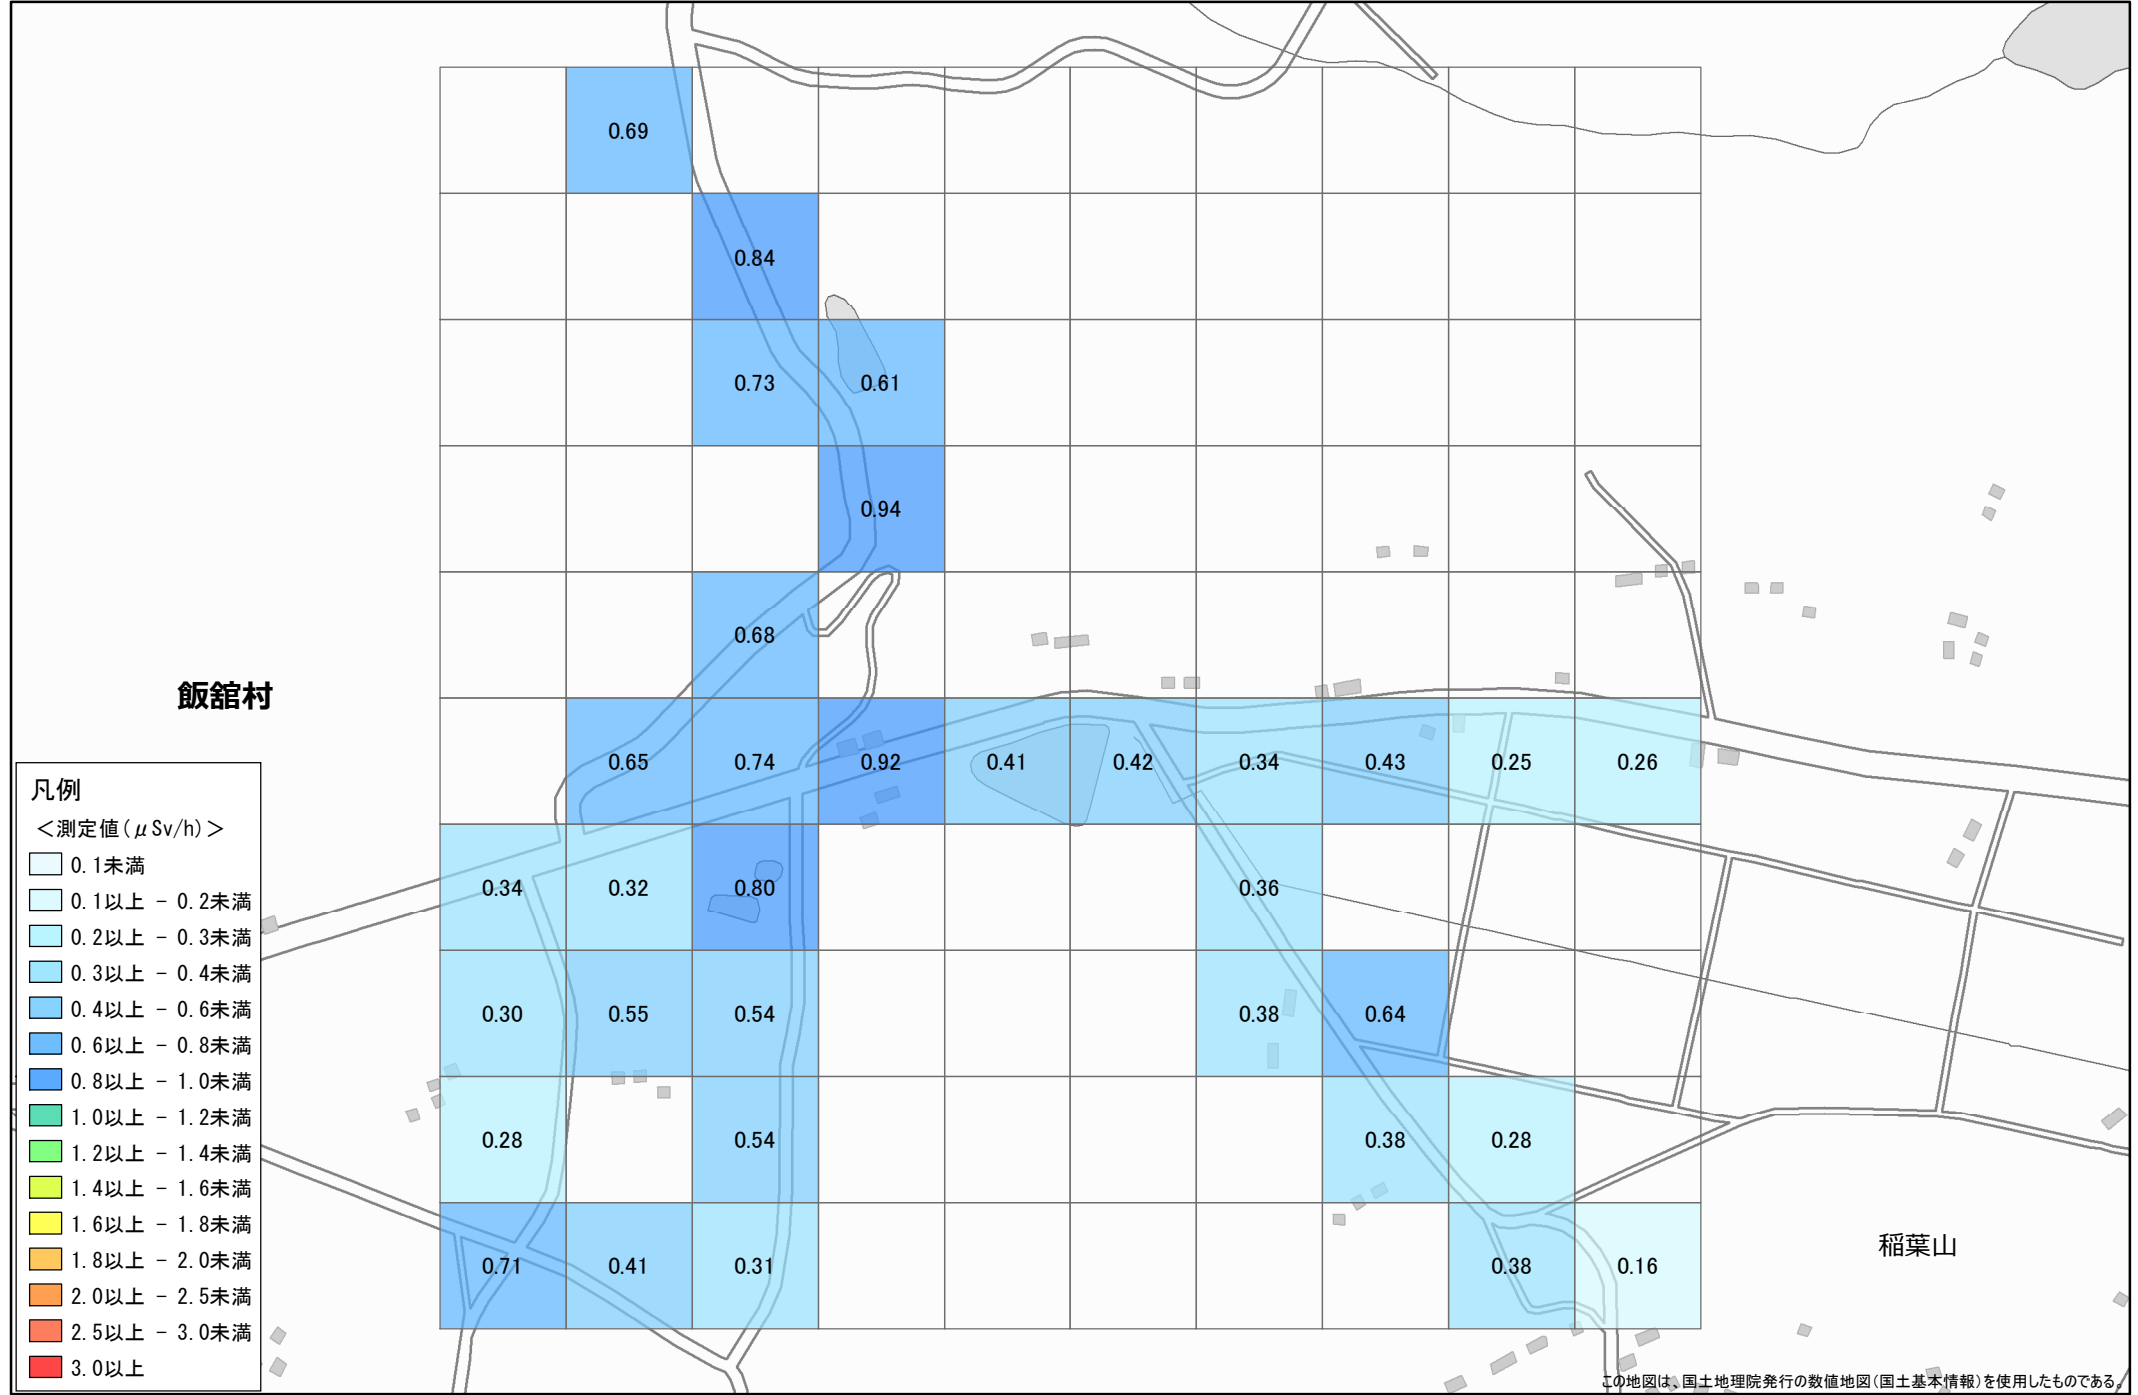 0.69
0.84
0.73 0.61
0.94
0.68
飯舘村
0.65 0.74 0.92 0.41 0.42 0.34 0.43 0.25 0.26
0.34 0.32 0.80 0.36
0.30 0.55 0.54 0.38 0.64
0.28 0.54 0.38 0.28
0.71 0.41 0.31 0.38 0.16
稲葉山
凡例
＜測定値(μSv/h)＞
0.1未満
0.1以上 - 0.2未満
0.2以上 - 0.3未満
0.3以上 - 0.4未満
0.4以上 - 0.6未満
0.6以上 - 0.8未満
0.8以上 - 1.0未満
1.0以上 - 1.2未満
1.2以上 - 1.4未満
1.4以上 - 1.6未満
1.6以上 - 1.8未満
1.8以上 - 2.0未満
2.0以上 - 2.5未満
2.5以上 - 3.0未満
3.0以上
この地図は、国土地理院発行の数値地図(国土基本情報)を使用したものである。